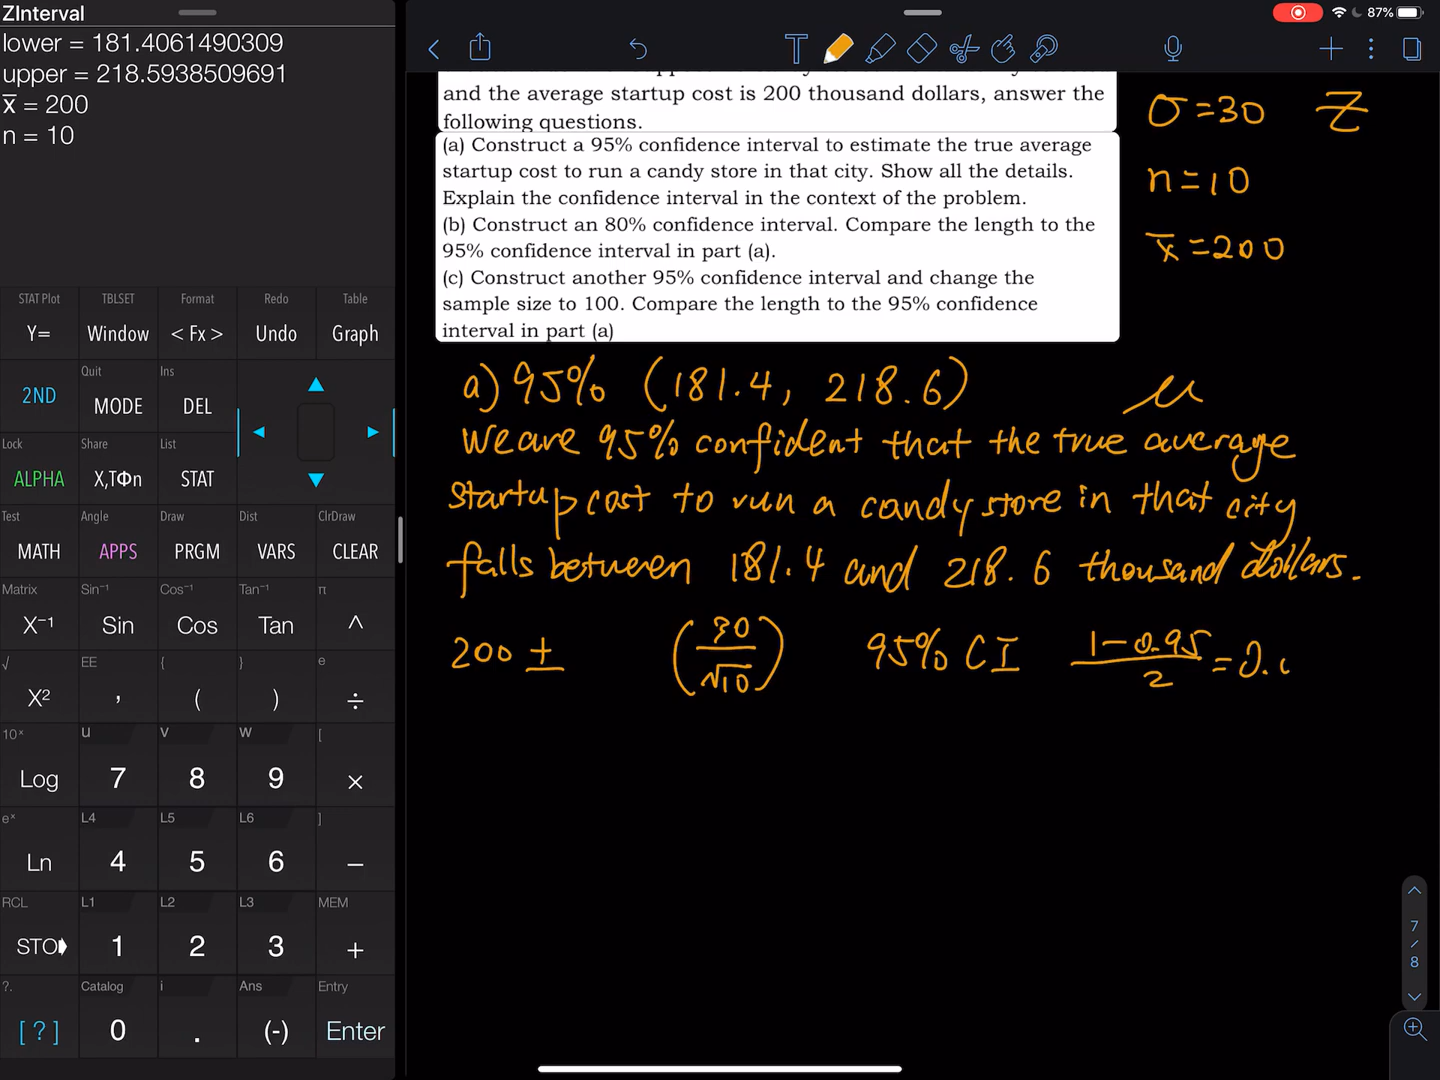 ZInterval
lower = 181.4061490309
upper = 218.5938509691
x̅ = 200
n = 10
STAT Plot TBLSET Format Redo Table
Y= Window < Fx > Undo Graph
Quit Ins
2ND MODE DEL
Lock Share List
ALPHA X,TΦn STAT
Test Angle Draw Dist ClrDraw
MATH APPS PRGM VARS CLEAR
Matrix Sin⁻¹ Cos⁻¹ Tan⁻¹ π
X⁻¹ Sin Cos Tan ^
√ EE { } e
X² , ( ) ÷
10ˣ u v w [
Log 7 8 9 ×
eˣ L4 L5 L6 ]
Ln 4 5 6 −
RCL L1 L2 L3 MEM
STO 1 2 3 +
?. Catalog i Ans Entry
[ ? ] 0 . (-) Enter
87%
T
and the average startup cost is 200 thousand dollars, answer the
following questions.
(a) Construct a 95% confidence interval to estimate the true average
startup cost to run a candy store in that city. Show all the details.
Explain the confidence interval in the context of the problem.
(b) Construct an 80% confidence interval. Compare the length to the
95% confidence interval in part (a).
(c) Construct another 95% confidence interval and change the
sample size to 100. Compare the length to the 95% confidence
interval in part (a)
σ=30 Z
n=10
x̅=200
a) 95% (181.4, 218.6) μ
We are 95% confident that the true average
startup cost to run a candy store in that city
falls between 181.4 and 218.6 thousand dollars.
200 ± (30/√10) 95% CI (1-0.95)/2 = 0.
7
/
8